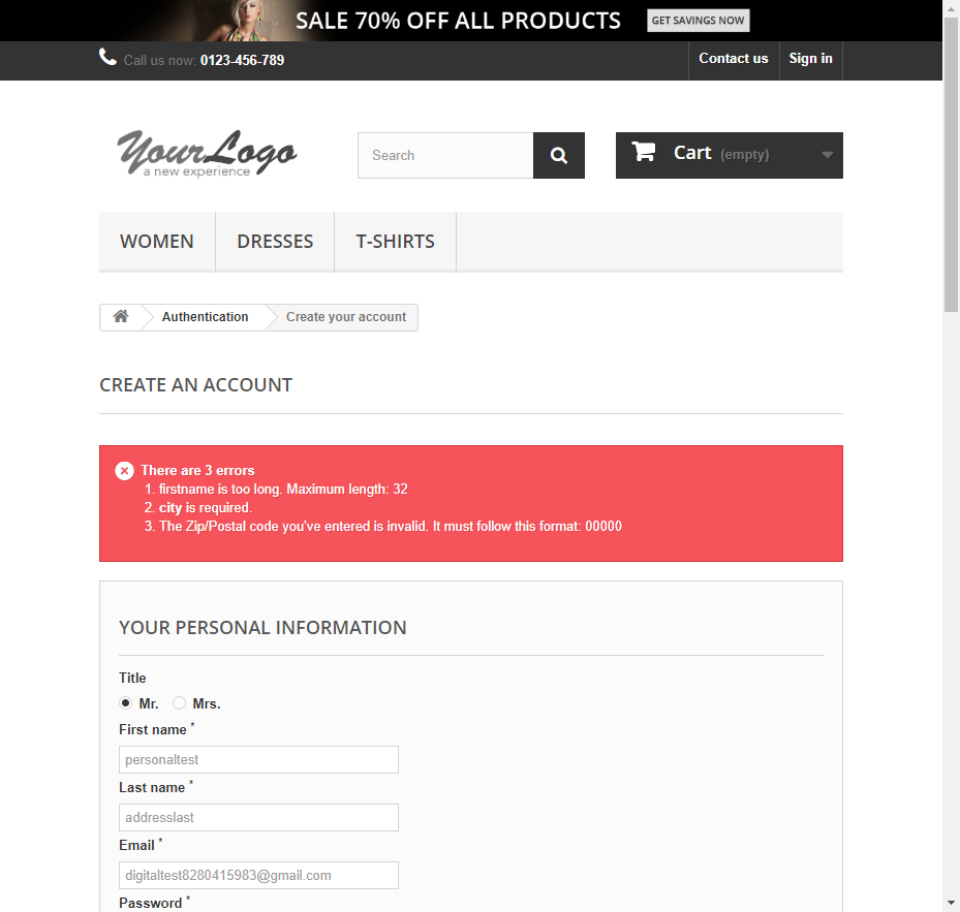 SALE 70% OFF ALL PRODUCTS GET SAVINGS NOW
Call us now: 0123-456-789 Contact us Sign in
YourLogo
a new experience
Search
Cart (empty)
WOMEN DRESSES T-SHIRTS
Authentication Create your account
CREATE AN ACCOUNT
There are 3 errors
1. firstname is too long. Maximum length: 32
2. city is required.
3. The Zip/Postal code you've entered is invalid. It must follow this format: 00000
YOUR PERSONAL INFORMATION
Title
Mr. Mrs.
First name *
personaltest
Last name *
addresslast
Email *
digitaltest8280415983@gmail.com
Password *